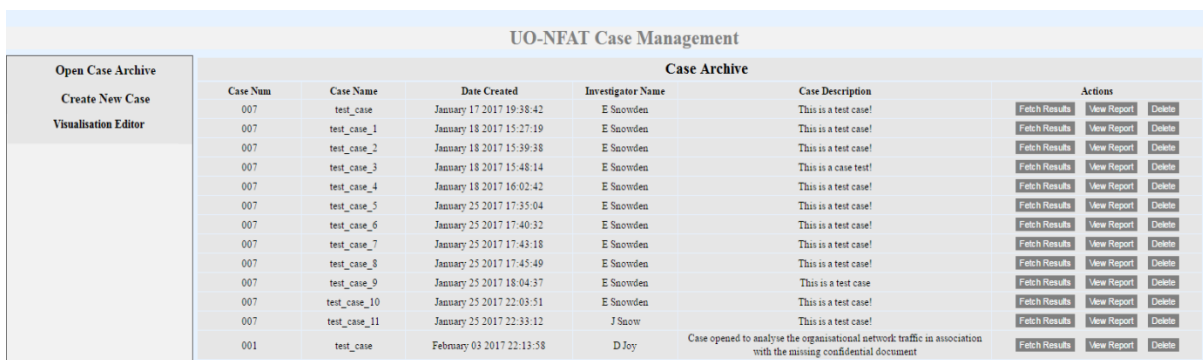 UO-NFAT Case Management
Open Case Archive
Create New Case
Visualisation Editor
Case Archive
Case Num Case Name Date Created Investigator Name Case Description Actions
007 test_case January 17 2017 19:38:42 E Snowden This is a test case! Fetch Results View Report Delete
007 test_case_1 January 18 2017 15:27:19 E Snowden This is a test case! Fetch Results View Report Delete
007 test_case_2 January 18 2017 15:39:38 E Snowden This is a test case! Fetch Results View Report Delete
007 test_case_3 January 18 2017 15:48:14 E Snowden This is a case test! Fetch Results View Report Delete
007 test_case_4 January 18 2017 16:02:42 E Snowden This is a test case! Fetch Results View Report Delete
007 test_case_5 January 25 2017 17:35:04 E Snowden This is a test case! Fetch Results View Report Delete
007 test_case_6 January 25 2017 17:40:32 E Snowden This is a test case! Fetch Results View Report Delete
007 test_case_7 January 25 2017 17:43:18 E Snowden This is a test case! Fetch Results View Report Delete
007 test_case_8 January 25 2017 17:45:49 E Snowden This is a test case! Fetch Results View Report Delete
007 test_case_9 January 25 2017 18:04:37 E Snowden This is a test case Fetch Results View Report Delete
007 test_case_10 January 25 2017 22:03:51 E Snowden This is a test case! Fetch Results View Report Delete
007 test_case_11 January 25 2017 22:33:12 J Snow This is a test case! Fetch Results View Report Delete
001 test_case February 03 2017 22:13:58 D Joy Case opened to analyse the organisational network traffic in association Fetch Results View Report Delete
with the missing confidential document